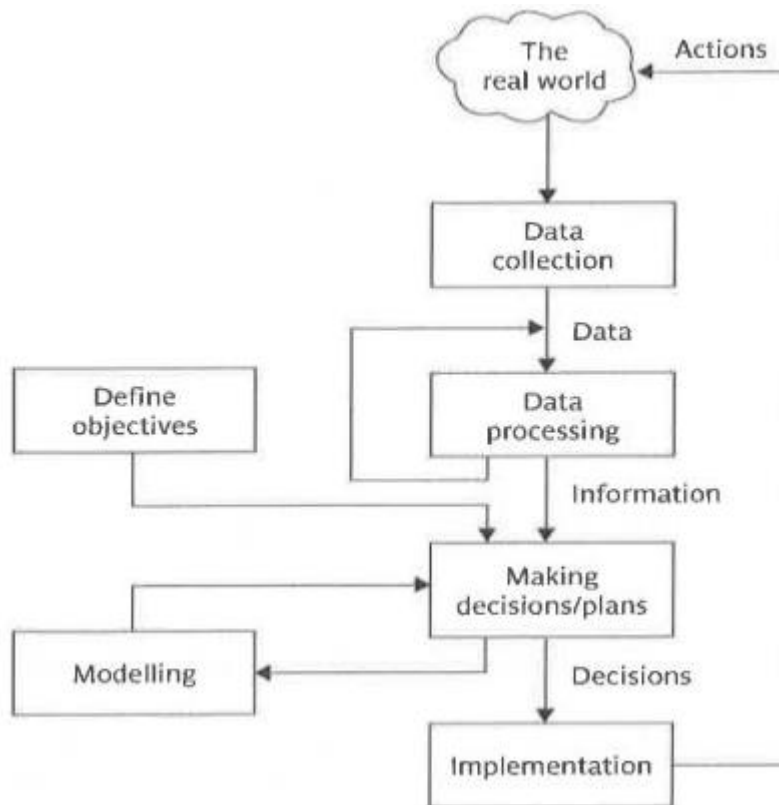 The
real world
Actions
Data
collection
Data
Define
objectives
Data
processing
Information
Making
decisions/plans
Modelling
Decisions
Implementation